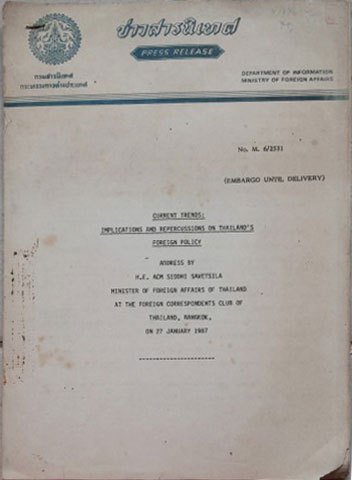 ข่าวสารนิเทศ
PRESS RELEASE
กรมสารนิเทศ
กระทรวงการต่างประเทศ
DEPARTMENT OF INFORMATION
MINISTRY OF FOREIGN AFFAIRS
No. M. 6/2531
(EMBARGO UNTIL DELIVERY)
CURRENT TRENDS:
IMPLICATIONS AND REPERCUSSIONS ON THAILAND'S
FOREIGN POLICY
ADDRESS BY
H.E. ACM SIDDHI SAVETSILA
MINISTER OF FOREIGN AFFAIRS OF THAILAND
AT THE FOREIGN CORRESPONDENTS CLUB OF
THAILAND, BANGKOK,
ON 27 JANUARY 1987